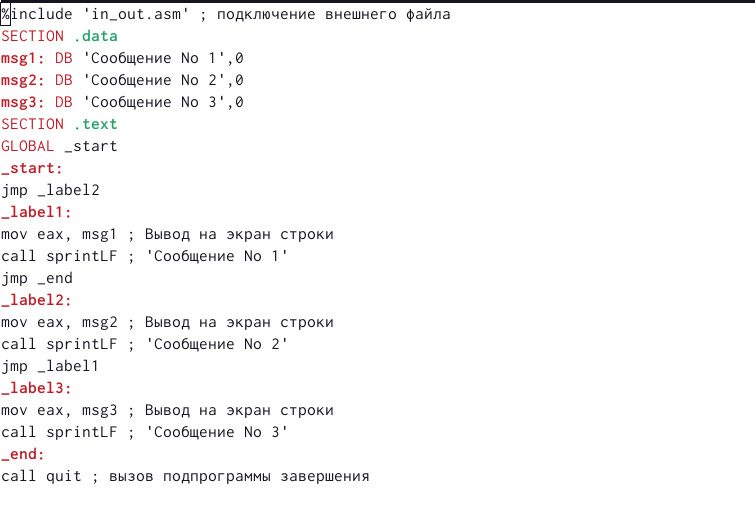 %include 'in_out.asm' ; подключение внешнего файла
SECTION .data
msg1: DB 'Сообщение No 1',0
msg2: DB 'Сообщение No 2',0
msg3: DB 'Сообщение No 3',0
SECTION .text
GLOBAL _start
_start:
jmp _label2
_label1:
mov eax, msg1 ; Вывод на экран строки
call sprintLF ; 'Сообщение No 1'
jmp _end
_label2:
mov eax, msg2 ; Вывод на экран строки
call sprintLF ; 'Сообщение No 2'
jmp _label1
_label3:
mov eax, msg3 ; Вывод на экран строки
call sprintLF ; 'Сообщение No 3'
_end:
call quit ; вызов подпрограммы завершения